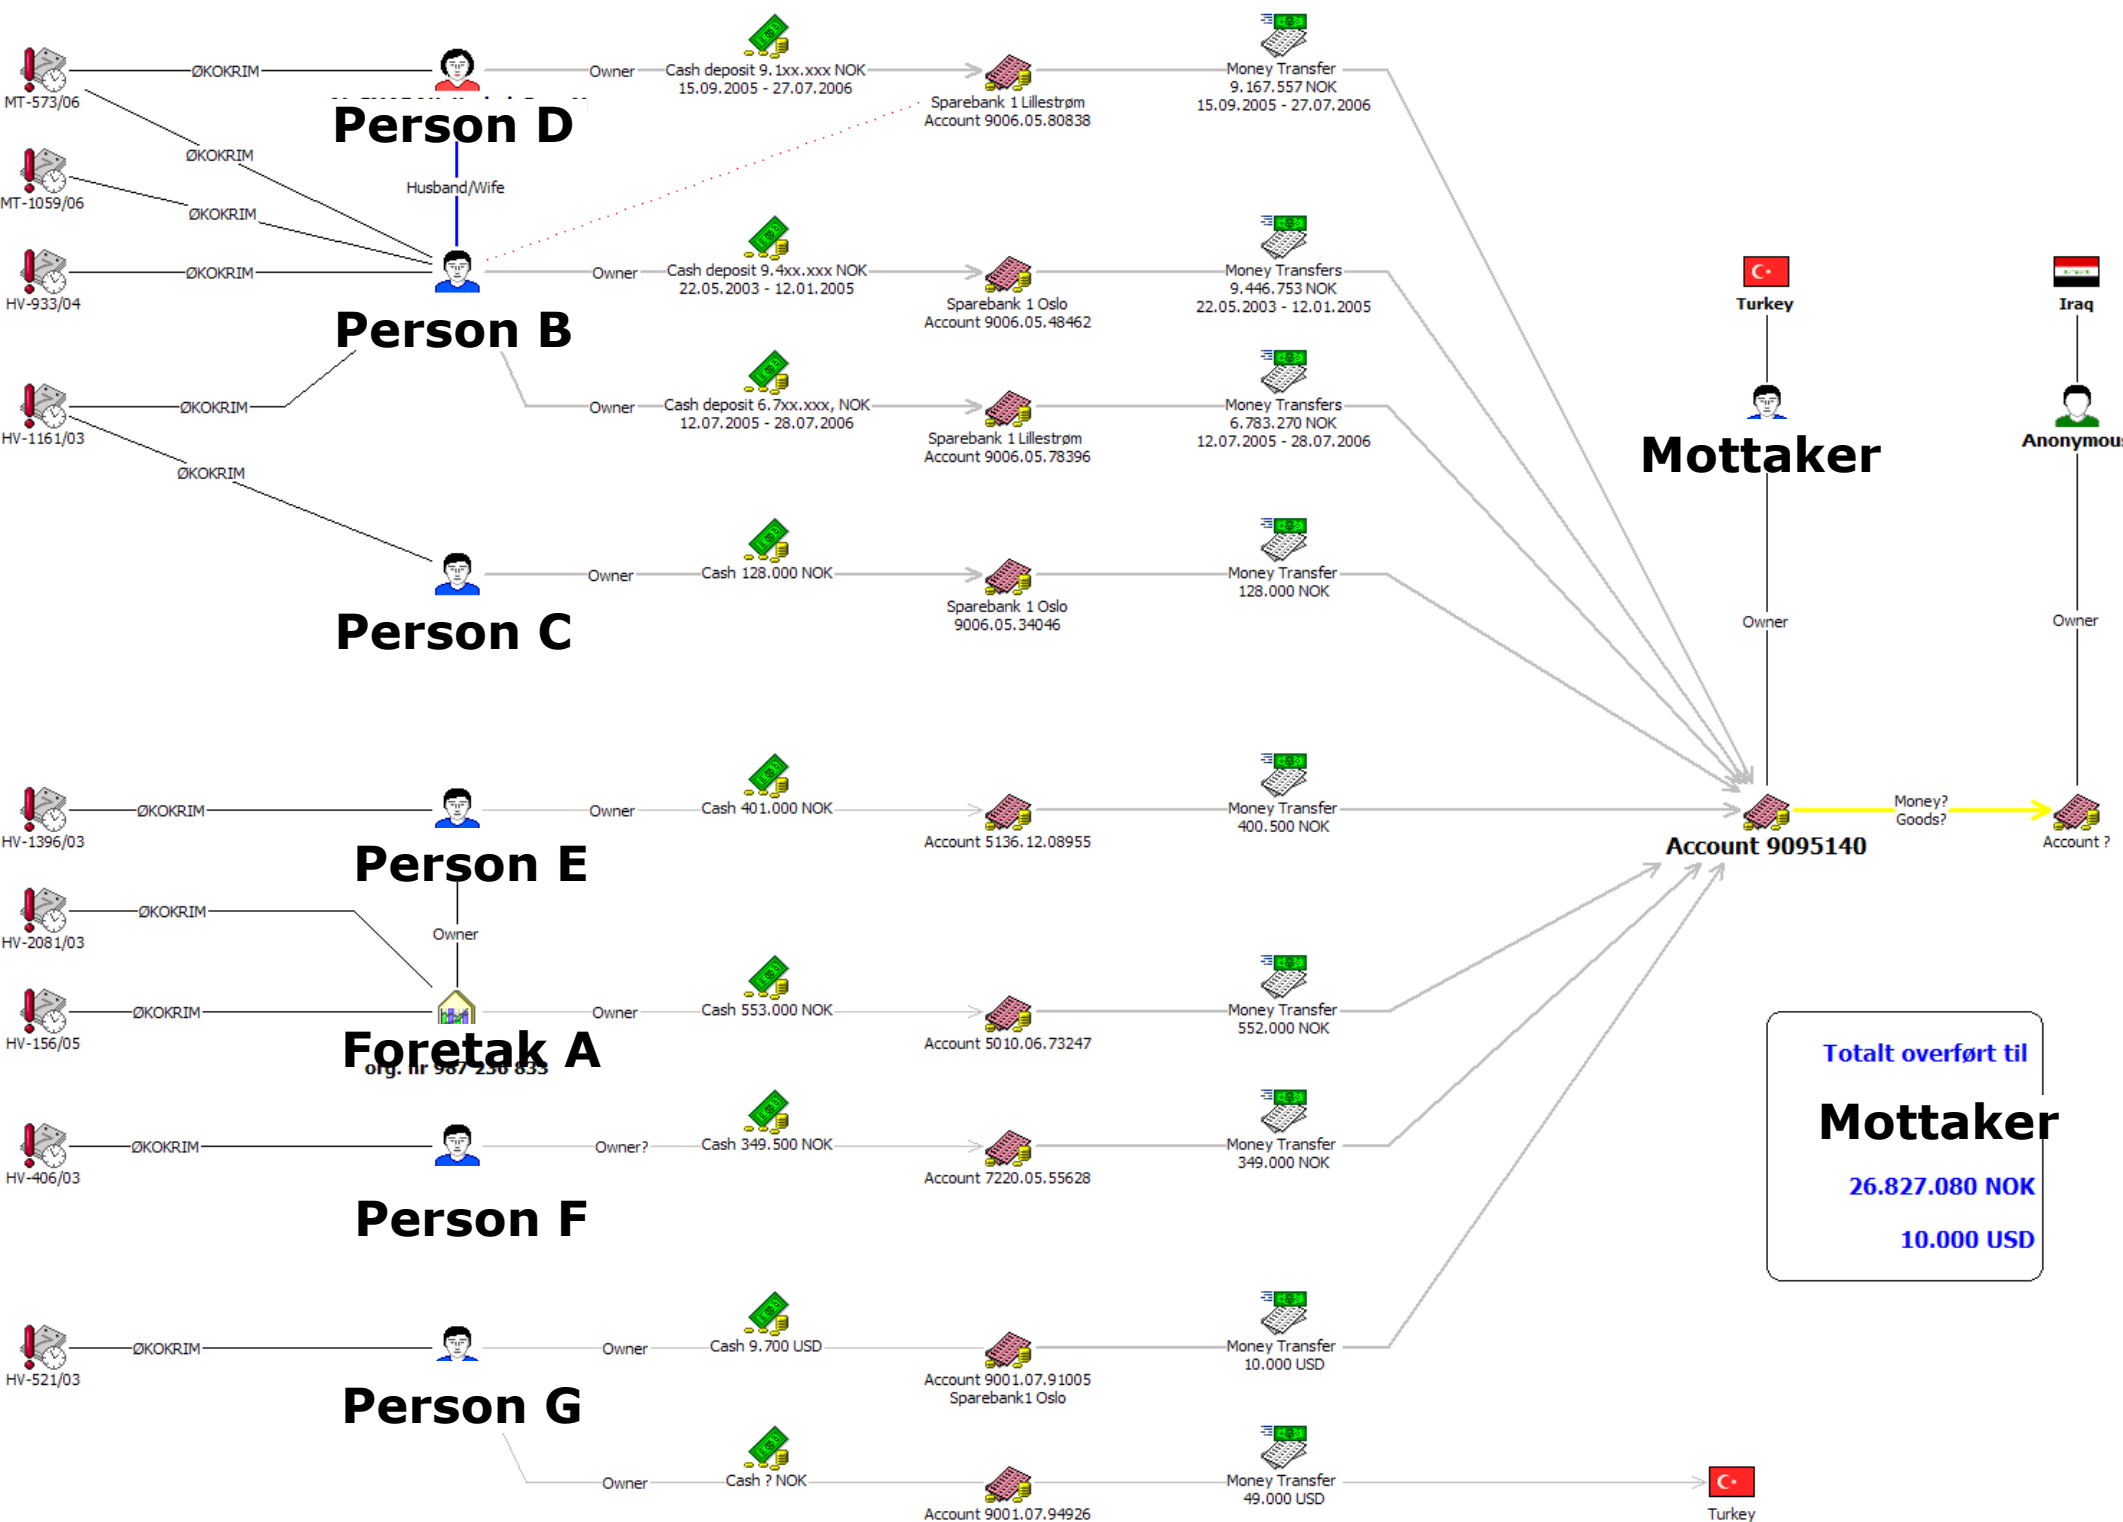 ØKOKRIM
Owner
Cash deposit 9.1xx.xxx NOK
15.09.2005 - 27.07.2006
Money Transfer
9.167.557 NOK
15.09.2005 - 27.07.2006
MT-573/06
Person D
Sparebank 1 Lillestrøm
Account 9006.05.80838
ØKOKRIM
Husband/Wife
MT-1059/06
ØKOKRIM
ØKOKRIM
HV-933/04
Person B
Owner
Cash deposit 9.4xx.xxx NOK
22.05.2003 - 12.01.2005
Sparebank 1 Oslo
Account 9006.05.48462
Money Transfers
9.446.753 NOK
22.05.2003 - 12.01.2005
Turkey
Iraq
ØKOKRIM
HV-1161/03
Owner
Cash deposit 6.7xx.xxx, NOK
12.07.2005 - 28.07.2006
Sparebank 1 Lillestrøm
Account 9006.05.78396
Money Transfers
6.783.270 NOK
12.07.2005 - 28.07.2006
Mottaker
Anonymous
ØKOKRIM
Person C
Owner
Cash 128.000 NOK
Sparebank 1 Oslo
9006.05.34046
Money Transfer
128.000 NOK
Owner
Owner
HV-1396/03
ØKOKRIM
Person E
Owner
Cash 401.000 NOK
Account 5136.12.08955
Money Transfer
400.500 NOK
Account 9095140
Money?
Goods?
Account ?
HV-2081/03
ØKOKRIM
Owner
HV-156/05
ØKOKRIM
Foretak A
org. nr 987 236 833
Owner
Cash 553.000 NOK
Account 5010.06.73247
Money Transfer
552.000 NOK
Totalt overført til
Mottaker
26.827.080 NOK
10.000 USD
HV-406/03
ØKOKRIM
Person F
Owner?
Cash 349.500 NOK
Account 7220.05.55628
Money Transfer
349.000 NOK
HV-521/03
ØKOKRIM
Person G
Owner
Cash 9.700 USD
Account 9001.07.91005
Sparebank1 Oslo
Money Transfer
10.000 USD
Owner
Cash ? NOK
Account 9001.07.94926
Money Transfer
49.000 USD
Turkey